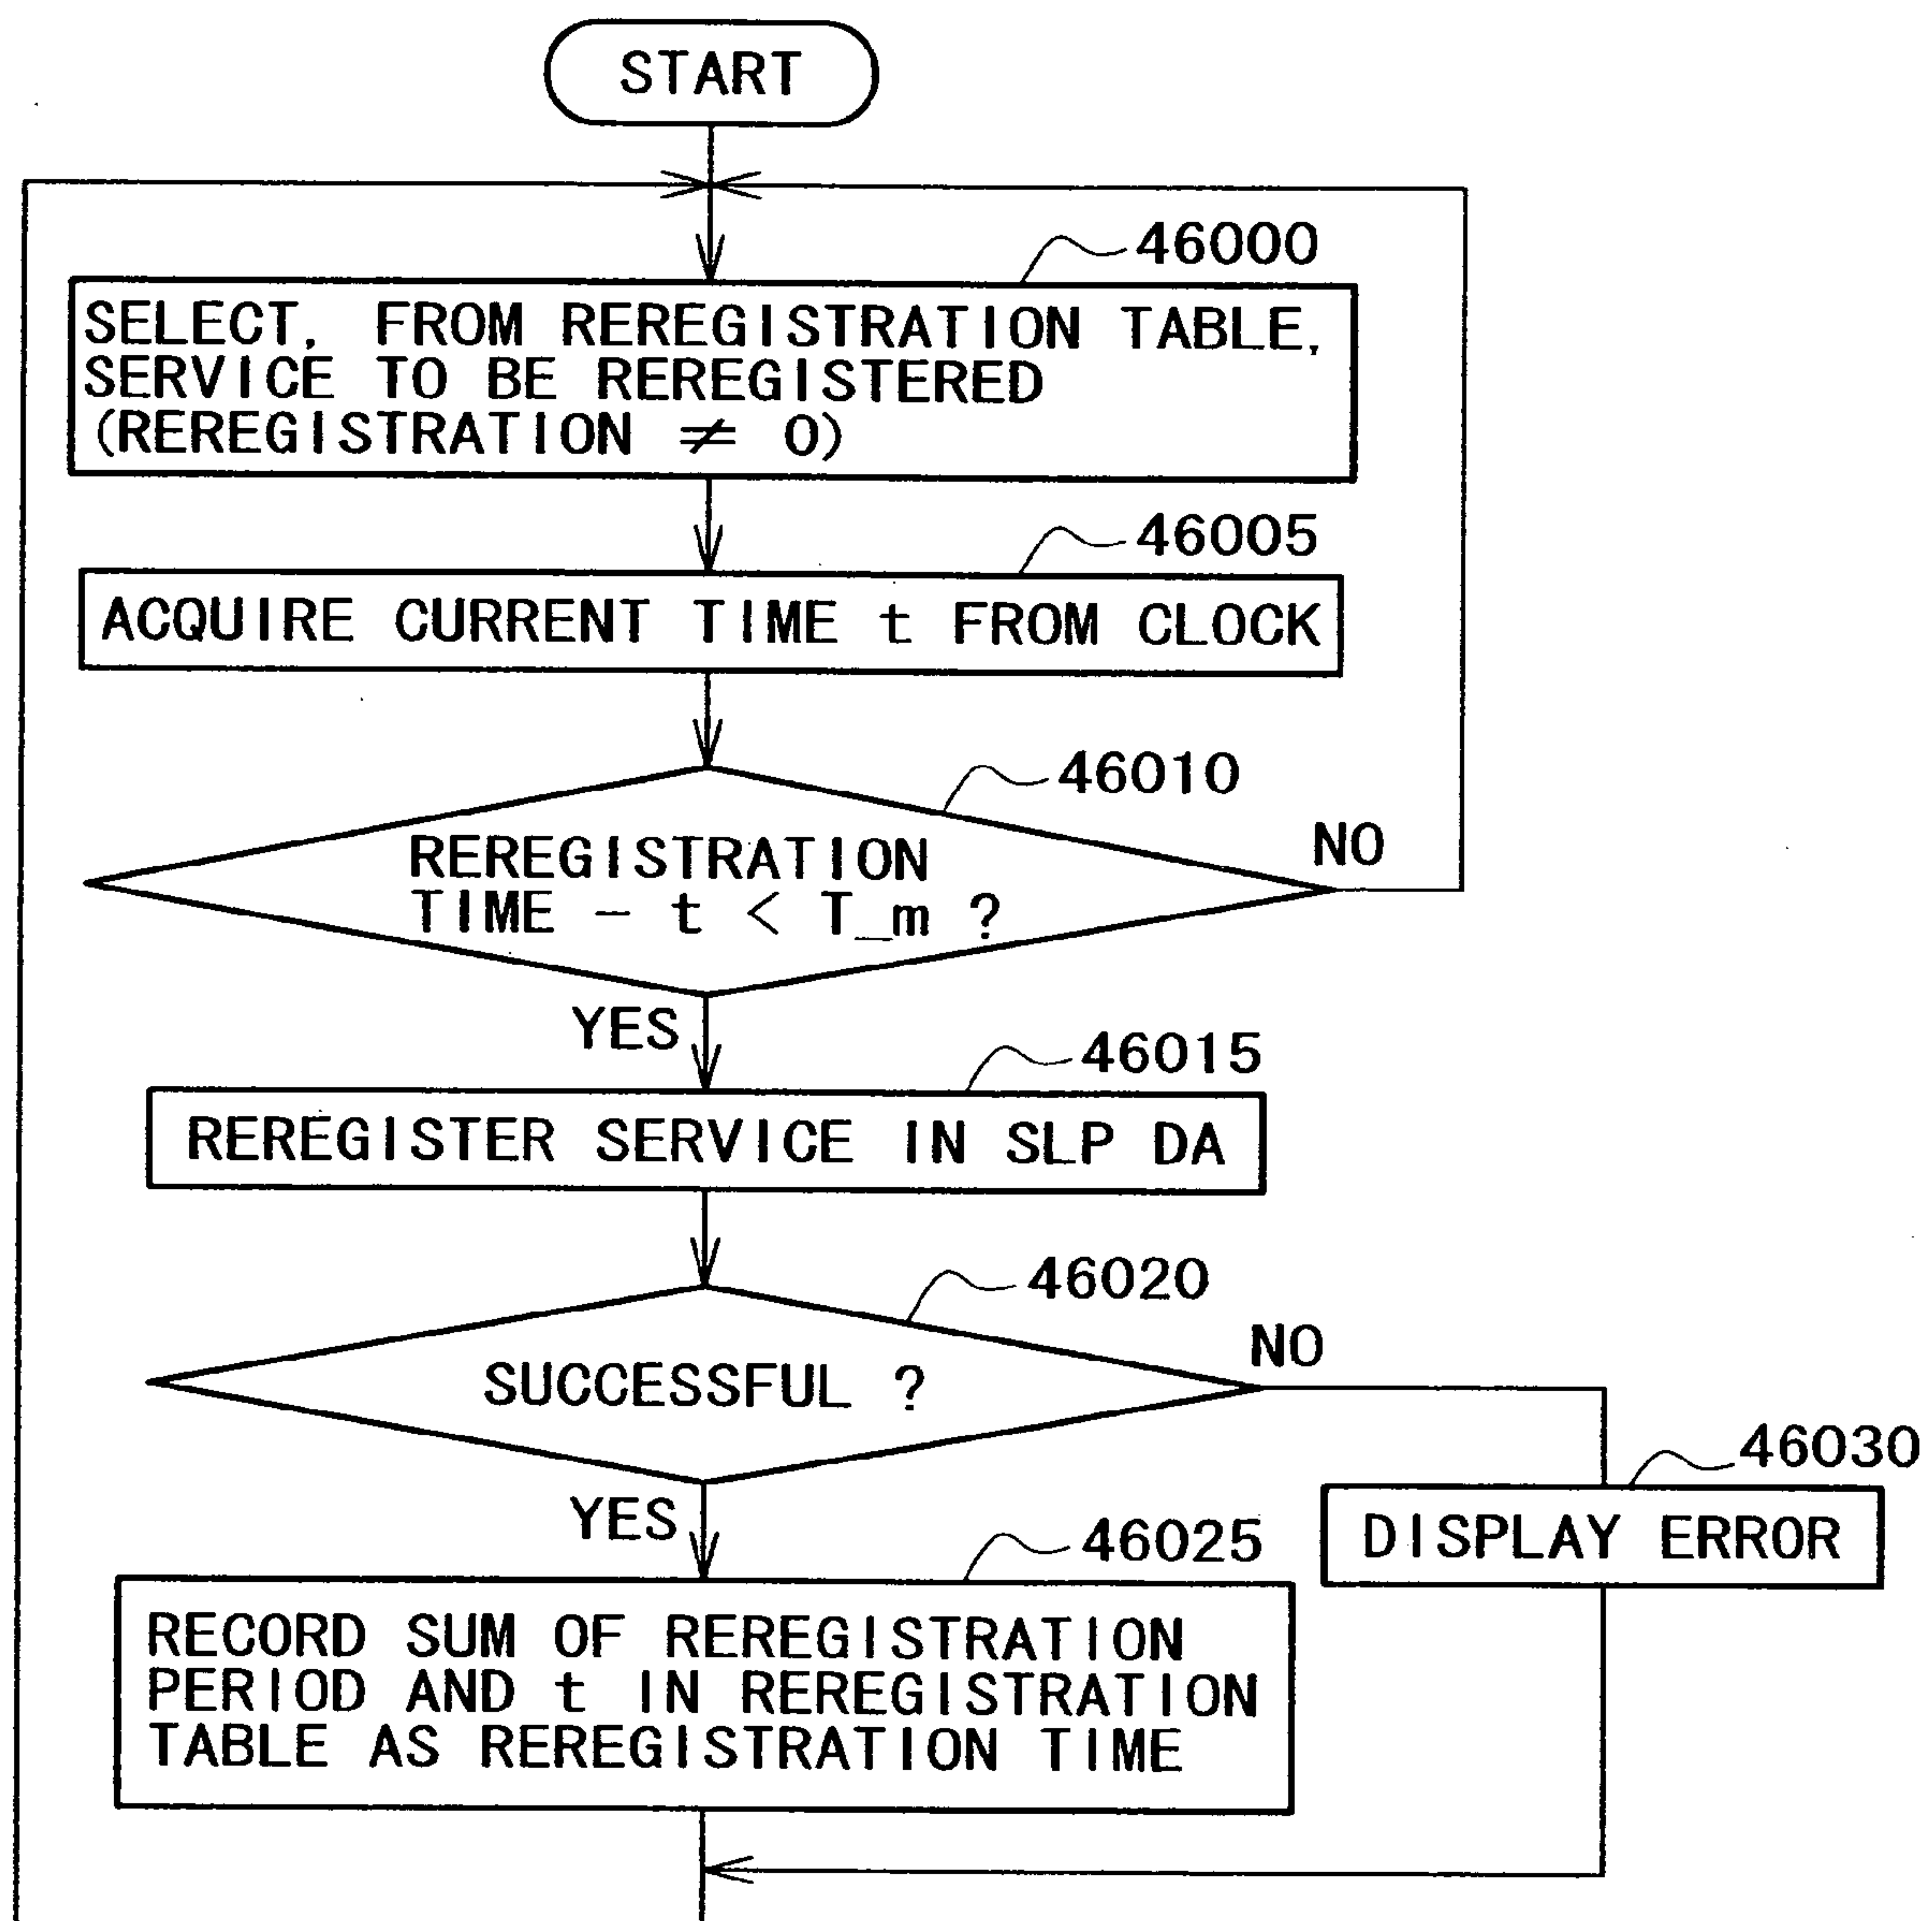 START
46000
SELECT, FROM REREGISTRATION TABLE,
SERVICE TO BE REREGISTERED
(REREGISTRATION ≠ 0)
46005
ACQUIRE CURRENT TIME t FROM CLOCK
46010
REREGISTRATION
TIME - t < T_m ?
NO
YES
46015
REREGISTER SERVICE IN SLP DA
46020
SUCCESSFUL ?
NO
YES
46030
DISPLAY ERROR
46025
RECORD SUM OF REREGISTRATION
PERIOD AND t IN REREGISTRATION
TABLE AS REREGISTRATION TIME